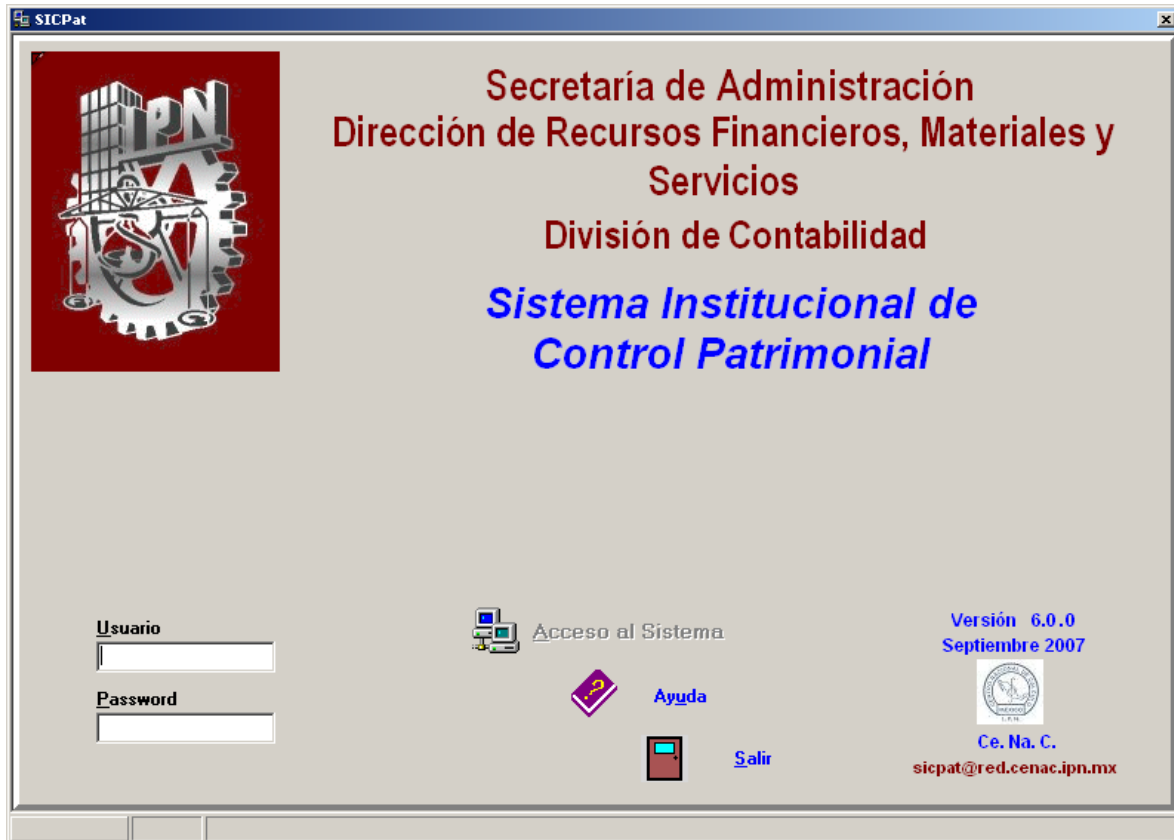 SICPat
IPN
Secretaría de Administración
Dirección de Recursos Financieros, Materiales y
Servicios
División de Contabilidad
Sistema Institucional de
Control Patrimonial
Usuario
Password
Acceso al Sistema
Ayuda
Salir
Versión 6.0.0
Septiembre 2007
Ce. Na. C.
sicpat@red.cenac.ipn.mx